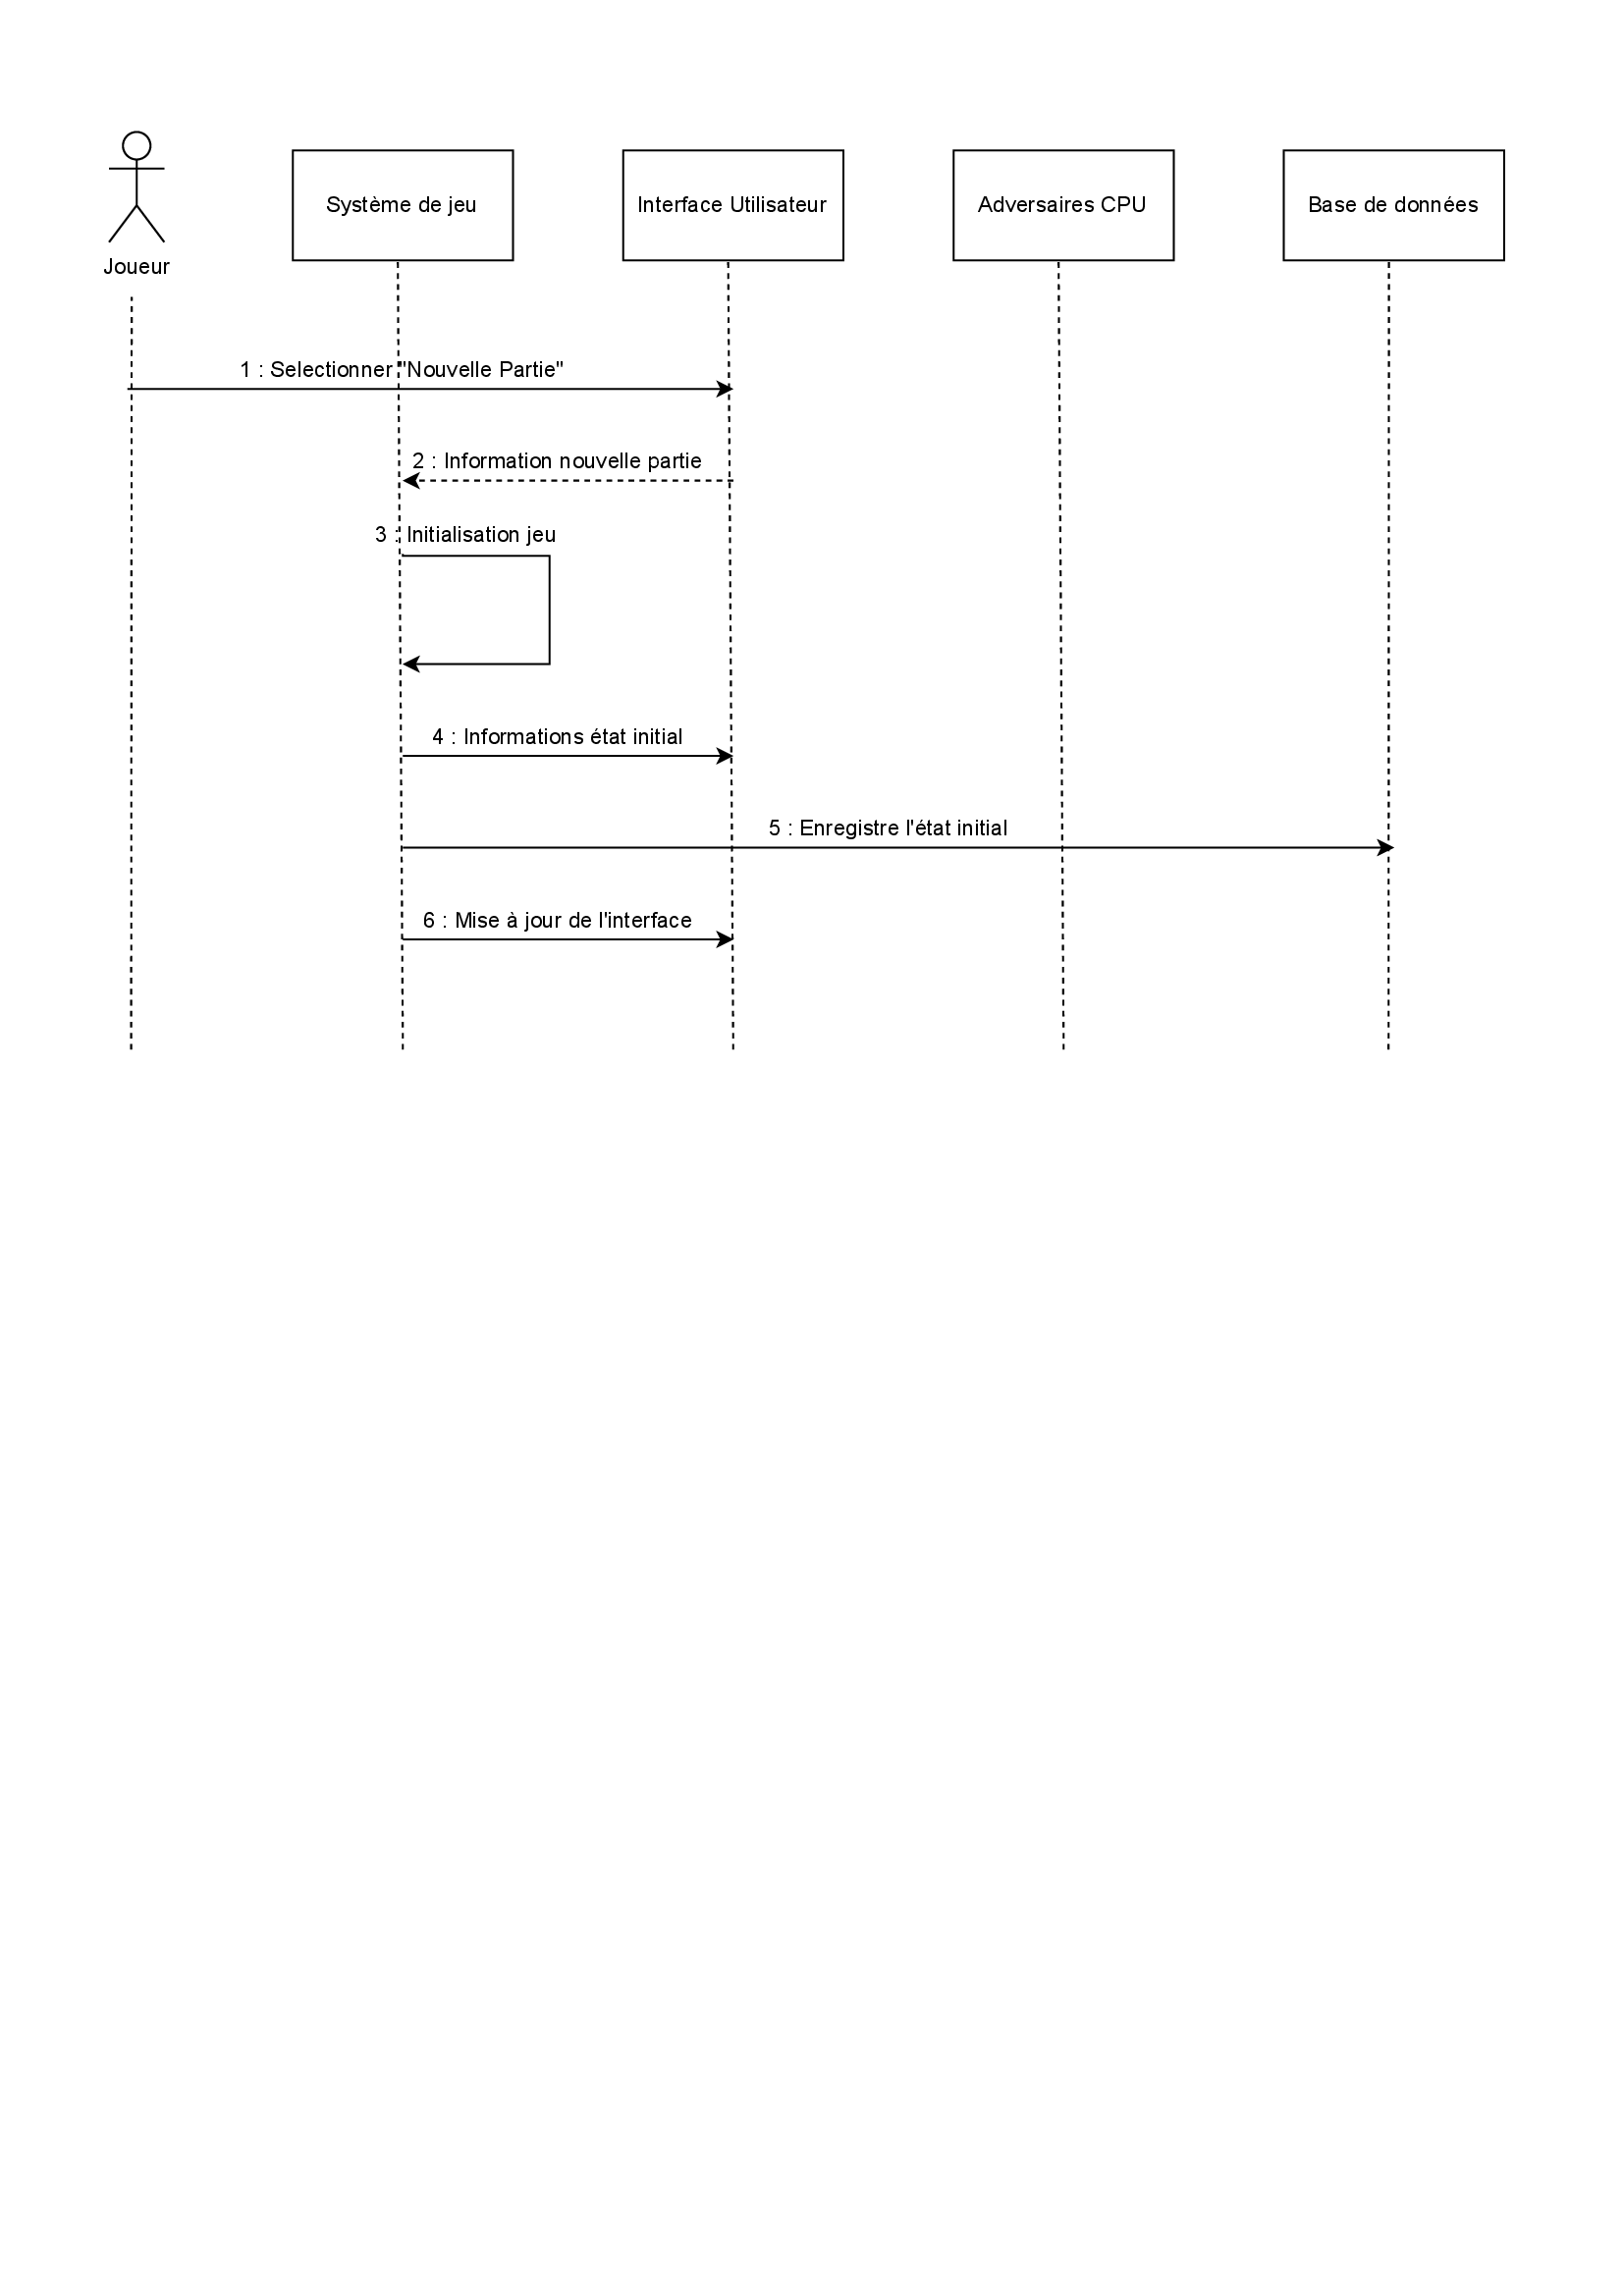 Joueur
Système de jeu
Interface Utilisateur
Adversaires CPU
Base de données
1 : Selectionner "Nouvelle Partie"
2 : Information nouvelle partie
3 : Initialisation jeu
4 : Informations état initial
5 : Enregistre l'état initial
6 : Mise à jour de l'interface